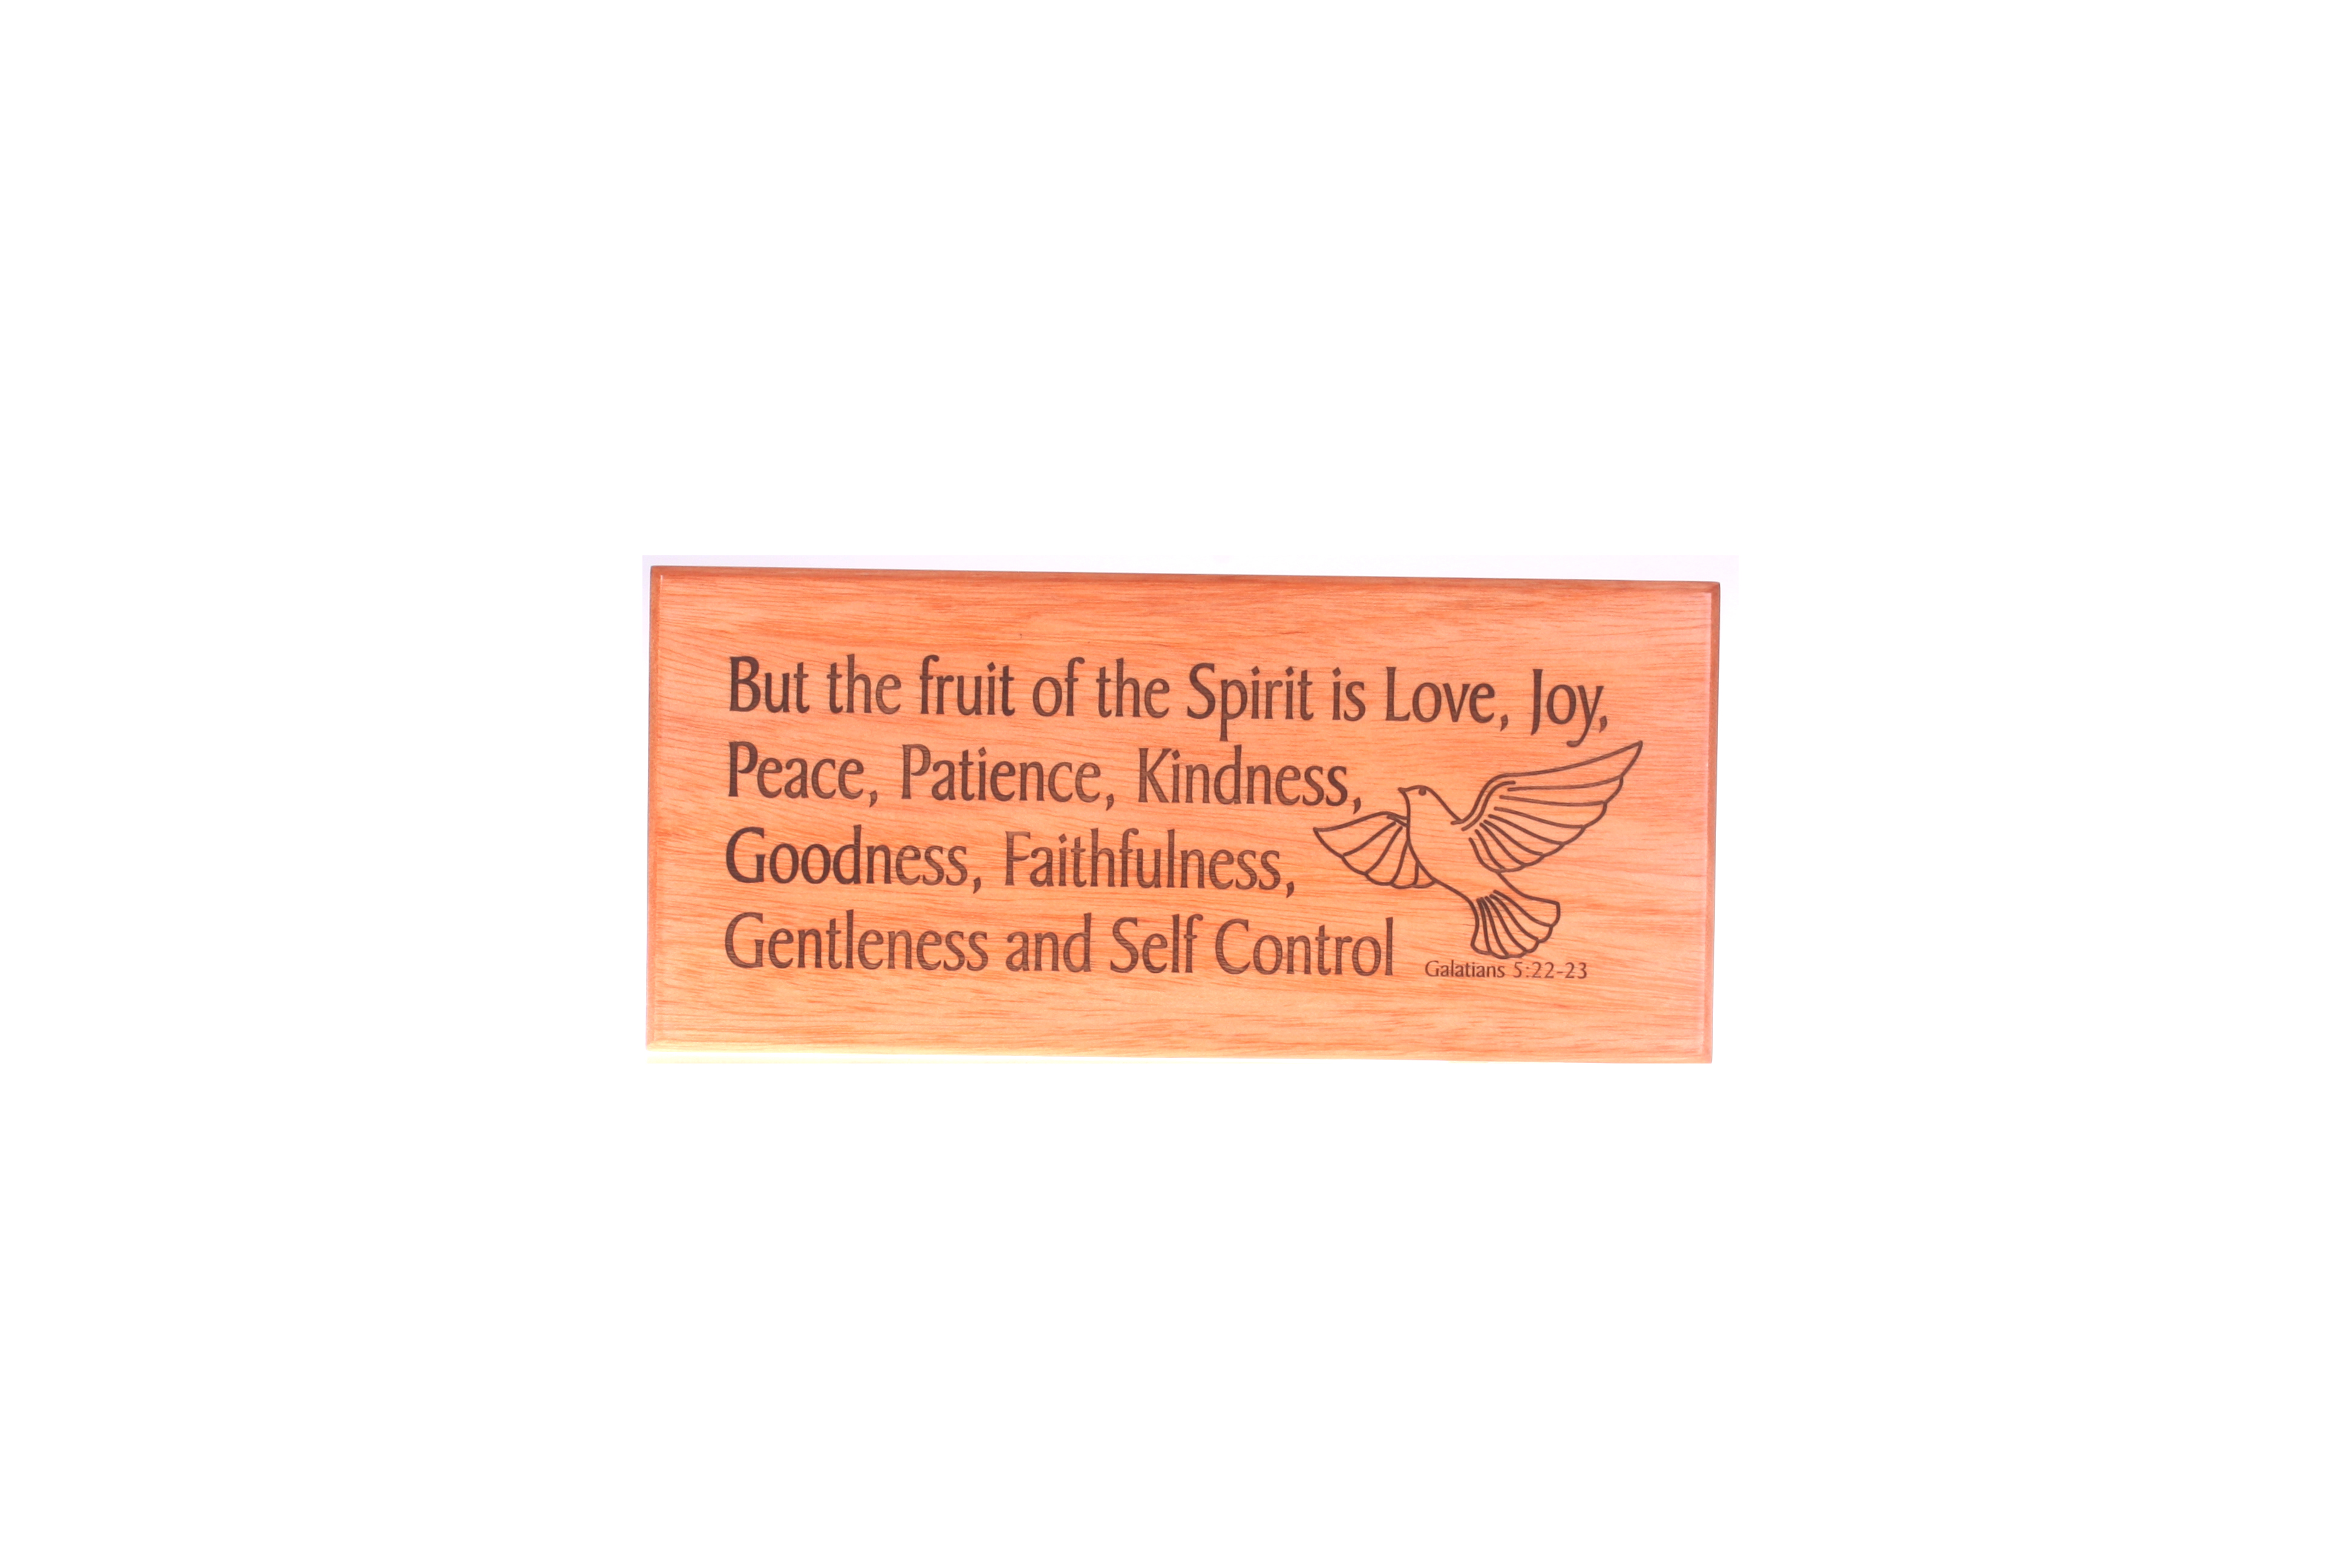 But the fruit of the Spirit is Love, Joy,
Peace, Patience, Kindness,
Goodness, Faithfulness,
Gentleness and Self Control
Galatians 5:22-23